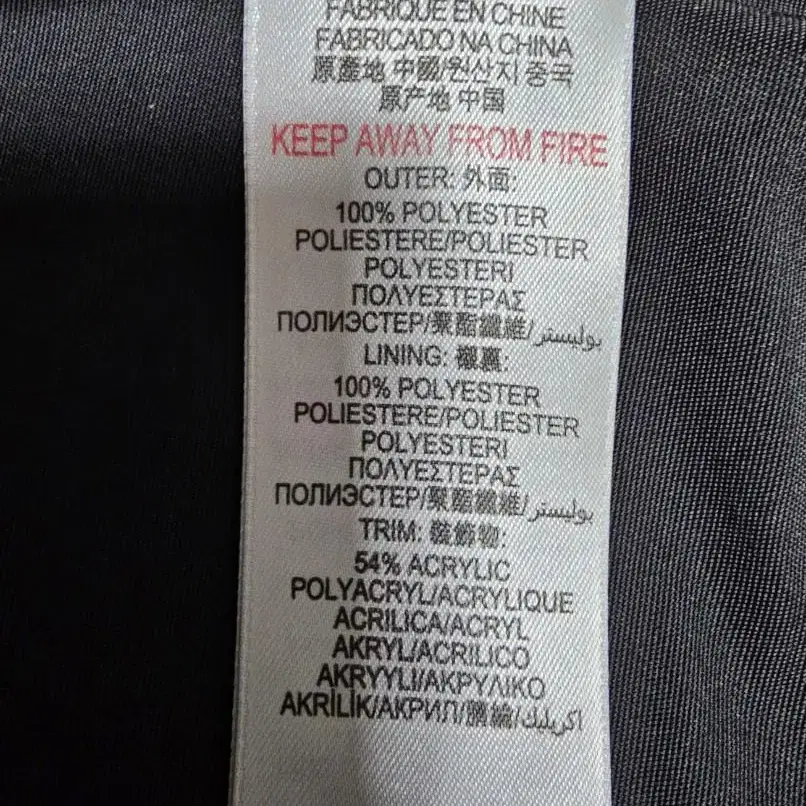 FABRIQUÉ EN CHINE
FABRICADO NA CHINA
原產地 中國/원산지 중국
原产地 中国
KEEP AWAY FROM FIRE
OUTER: 外面:
100% POLYESTER
POLIESTERE/POLIESTER
POLYESTERI
ΠΟΛΥΕΣΤΕΡΑΣ
ПОЛИЭСТЕР/聚酯纖維/بوليستر
LINING: 襯裏:
100% POLYESTER
POLIESTERE/POLIESTER
POLYESTERI
ΠΟΛΥΕΣΤΕΡΑΣ
ПОЛИЭСТЕР/聚酯纖維/بوليستر
TRIM: 裝飾物:
54% ACRYLIC
POLYACRYL/ACRYLIQUE
ACRILICA/ACRYL
AKRYL/ACRILICO
AKRYYLI/ΑΚΡΥΛΙΚΟ
AKRİLİK/АКРИЛ/腈綸/اكريليك